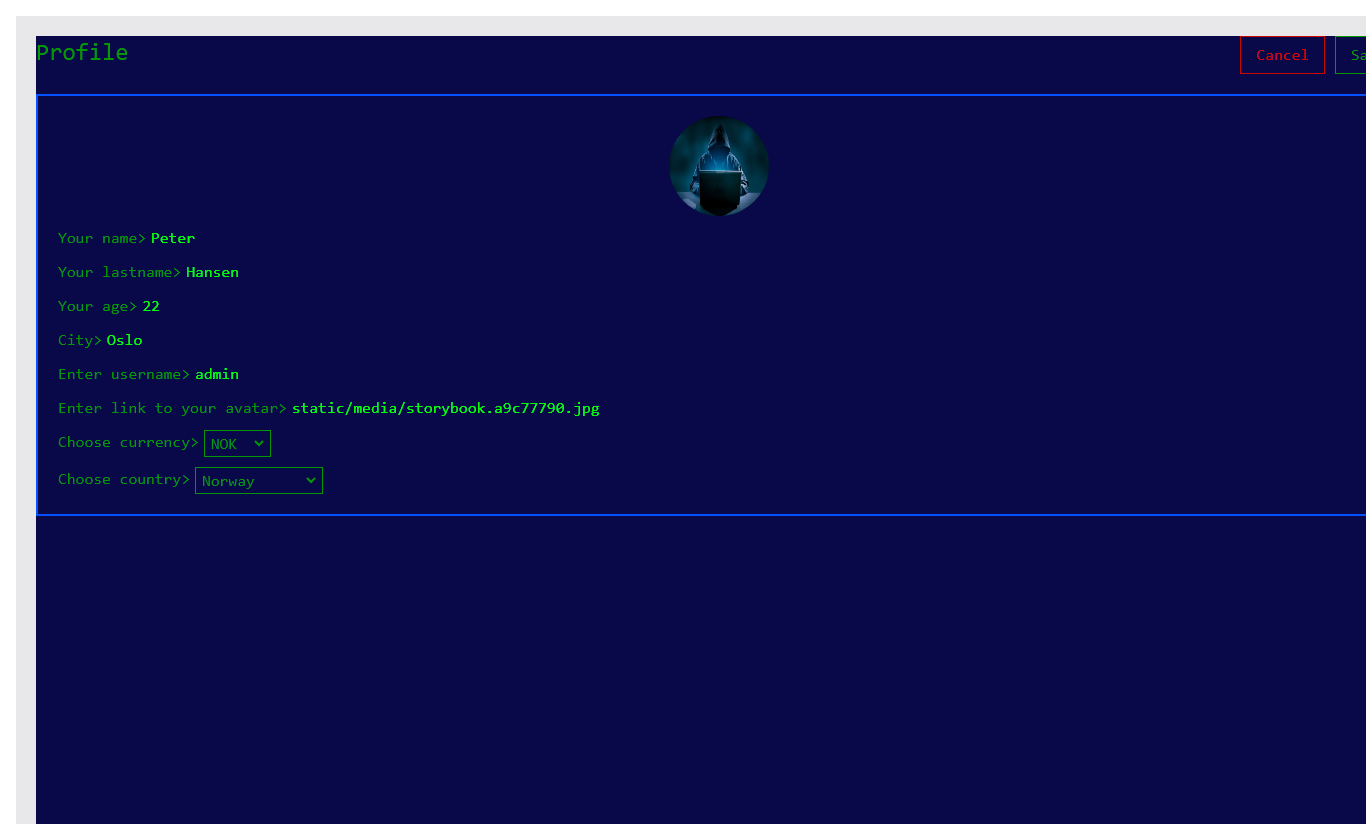 Profile
Cancel Sa
Your name> Peter
Your lastname> Hansen
Your age> 22
City> Oslo
Enter username> admin
Enter link to your avatar> static/media/storybook.a9c77790.jpg
Choose currency> NOK
Choose country> Norway